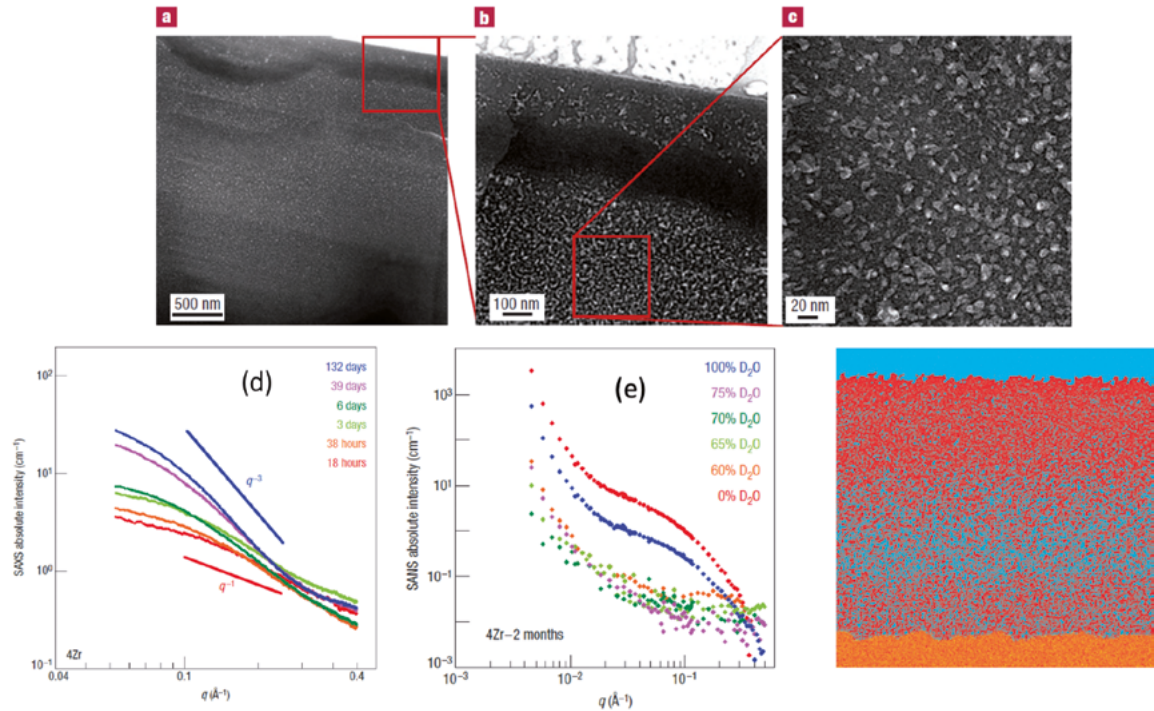 a
b
c
500 nm
100 nm
20 nm
(d)
132 days
39 days
6 days
3 days
38 hours
18 hours
q⁻³
q⁻¹
4Zr
SAXS absolute intensity (cm⁻¹)
10²
10¹
10⁰
10⁻¹
0.04
0.1
0.4
q (Å⁻¹)
(e)
100% D₂O
75% D₂O
70% D₂O
65% D₂O
60% D₂O
0% D₂O
4Zr–2 months
SANS absolute intensity (cm⁻¹)
10³
10¹
10⁻¹
10⁻³
10⁻³
10⁻²
10⁻¹
q (Å⁻¹)